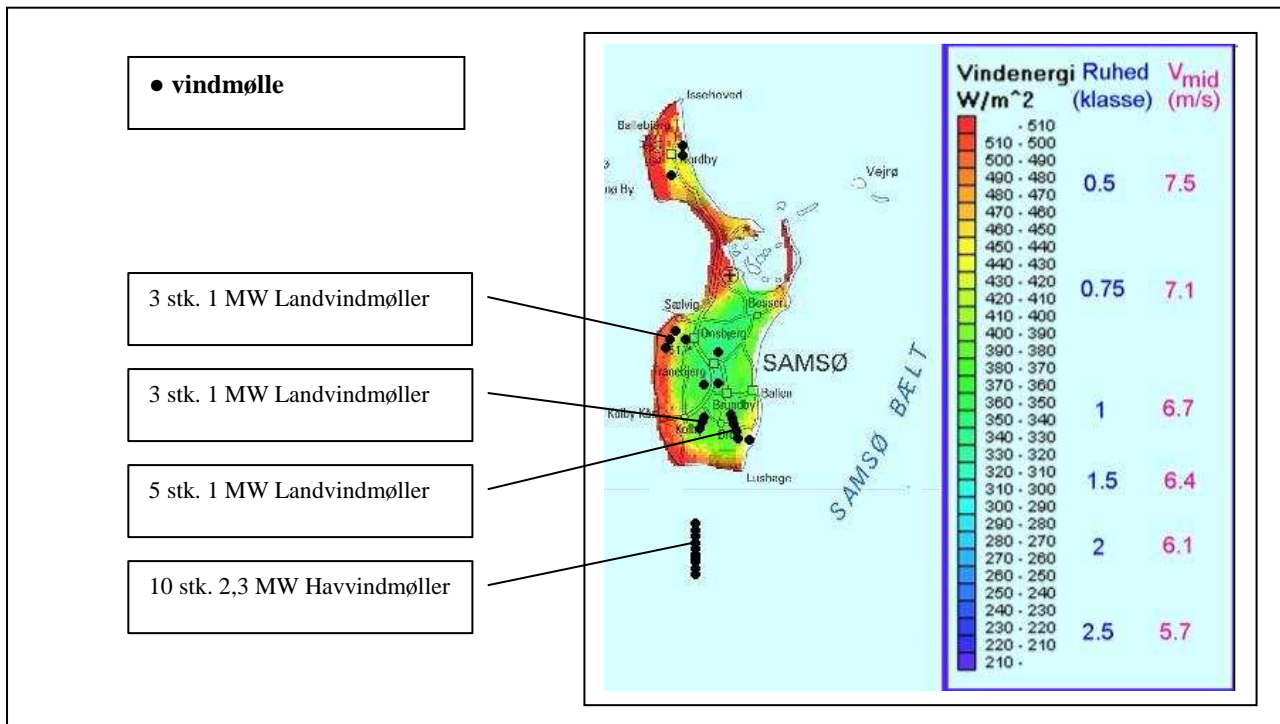 ● vindmølle
3 stk. 1 MW Landvindmøller
3 stk. 1 MW Landvindmøller
5 stk. 1 MW Landvindmøller
10 stk. 2,3 MW Havvindmøller
Issehoved
Ballebjerg
Nordby
Vejrø
Sælvig
Besser
Onsbjerg
Tranebjerg
SAMSØ
Ballen
Brundby
Kolby Kås
Kolby
Lushage
SAMSØ BÆLT
Vindenergi Ruhed V mid
W/m^2 (klasse) (m/s)
- 510
510 - 500
500 - 490
490 - 480 0.5 7.5
480 - 470
470 - 460
460 - 450
450 - 440
440 - 430
430 - 420 0.75 7.1
420 - 410
410 - 400
400 - 390
390 - 380
380 - 370
370 - 360
360 - 350 1 6.7
350 - 340
340 - 330
330 - 320
320 - 310 1.5 6.4
310 - 300
300 - 290
290 - 280
280 - 270 2 6.1
270 - 260
260 - 250
250 - 240
240 - 230
230 - 220 2.5 5.7
220 - 210
210 -